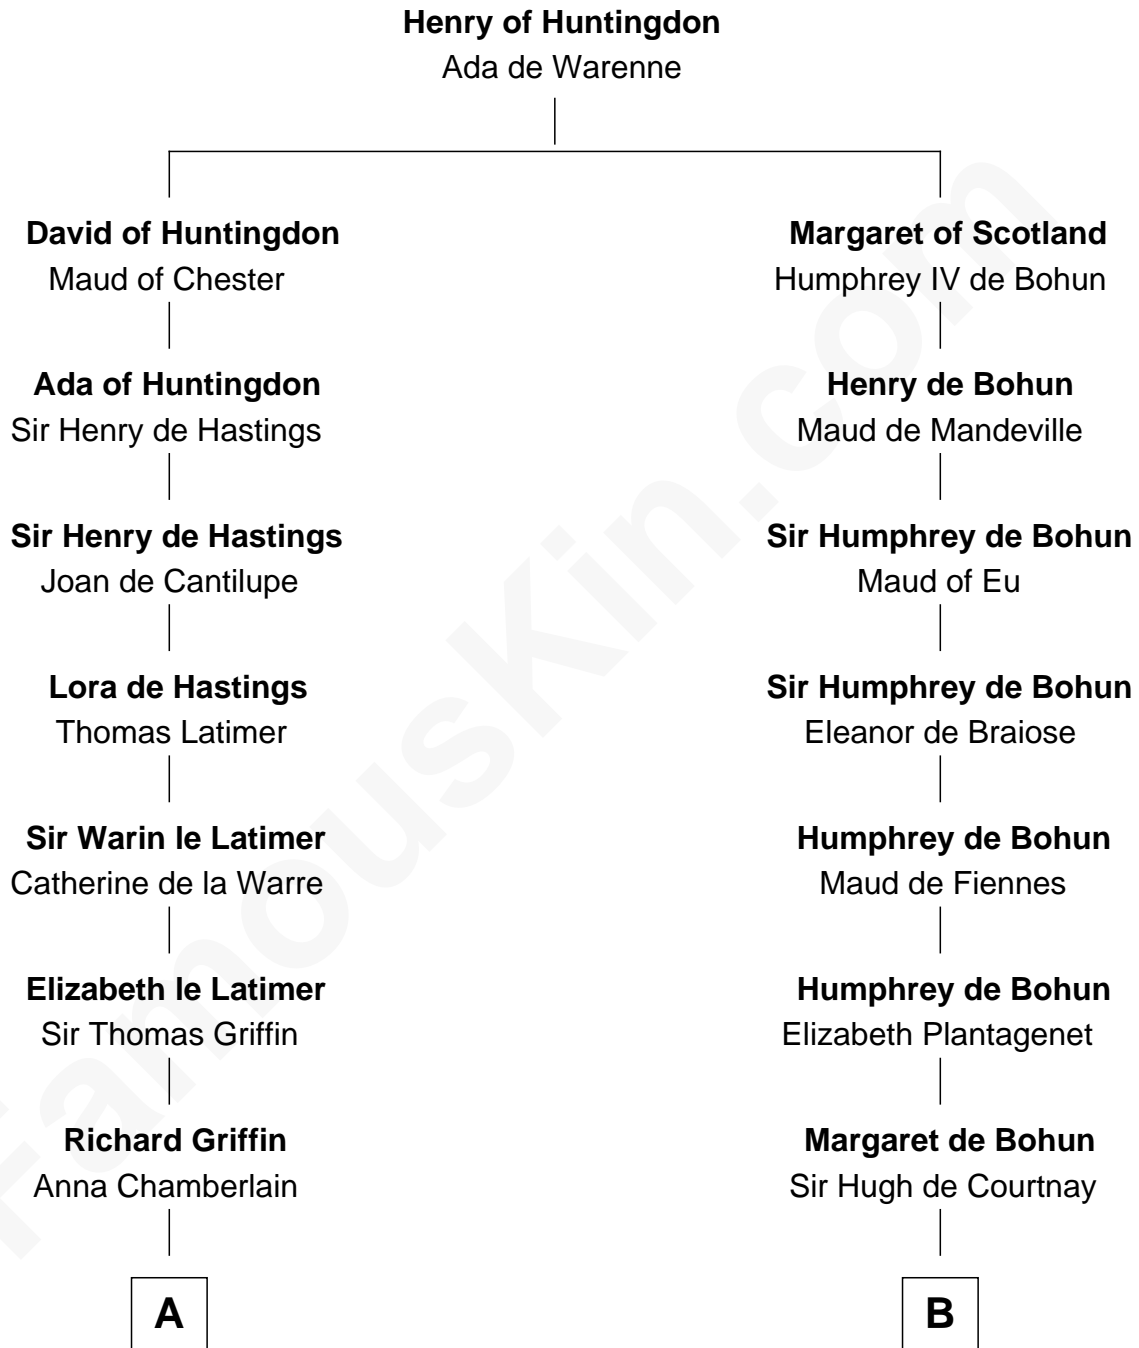 Henry of Huntingdon
Ada de Warenne
David of Huntingdon
Maud of Chester
Margaret of Scotland
Humphrey IV de Bohun
Ada of Huntingdon
Sir Henry de Hastings
Henry de Bohun
Maud de Mandeville
Sir Henry de Hastings
Joan de Cantilupe
Sir Humphrey de Bohun
Maud of Eu
Lora de Hastings
Thomas Latimer
Sir Humphrey de Bohun
Eleanor de Braiose
Sir Warin le Latimer
Catherine de la Warre
Humphrey de Bohun
Maud de Fiennes
Elizabeth le Latimer
Sir Thomas Griffin
Humphrey de Bohun
Elizabeth Plantagenet
Richard Griffin
Anna Chamberlain
Margaret de Bohun
Sir Hugh de Courtnay
A
B
FamousKin.com